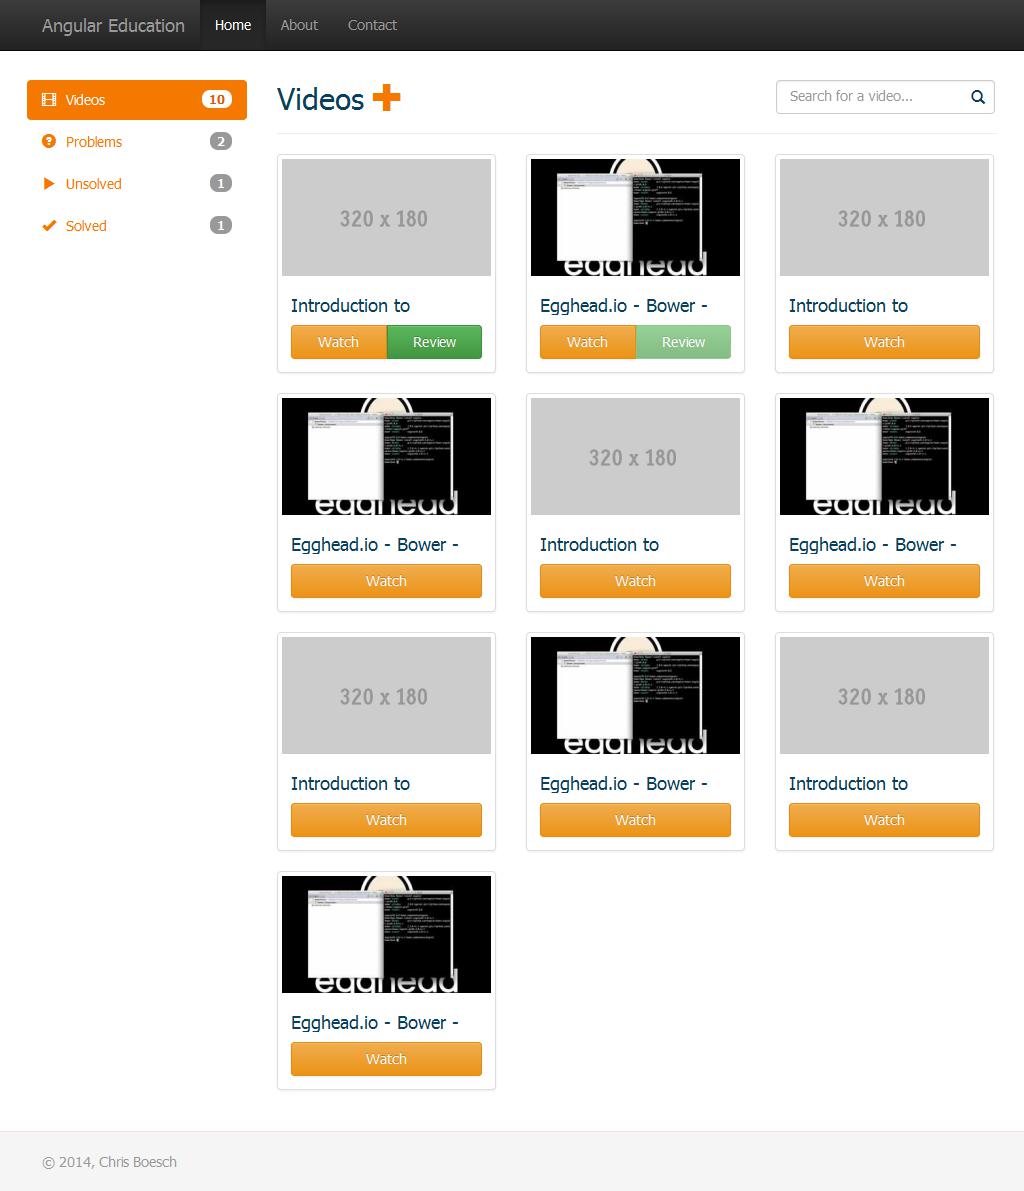 Angular Education Home About Contact
Videos 10
Problems 2
Unsolved 1
Solved 1
Videos
Search for a video...
320 x 180
egghead
320 x 180
Introduction to
Egghead.io - Bower -
Introduction to
Watch Review
Watch Review
Watch
egghead
320 x 180
egghead
Egghead.io - Bower -
Introduction to
Egghead.io - Bower -
Watch
Watch
Watch
320 x 180
egghead
320 x 180
Introduction to
Egghead.io - Bower -
Introduction to
Watch
Watch
Watch
egghead
Egghead.io - Bower -
Watch
© 2014, Chris Boesch